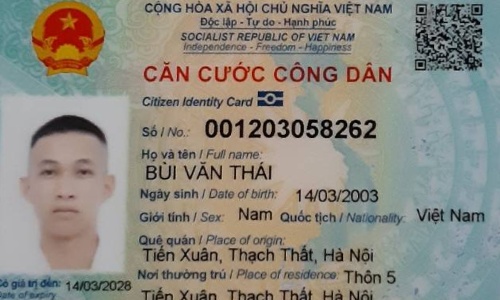 CỘNG HÒA XÃ HỘI CHỦ NGHĨA VIỆT NAM
Độc lập - Tự do - Hạnh phúc
SOCIALIST REPUBLIC OF VIET NAM
Independence - Freedom - Happiness
CĂN CƯỚC CÔNG DÂN
Citizen Identity Card
Số / No.: 001203058262
Họ và tên / Full name:
BÙI VĂN THÁI
Ngày sinh / Date of birth: 14/03/2003
Giới tính / Sex: Nam Quốc tịch / Nationality: Việt Nam
Quê quán / Place of origin:
Tiến Xuân, Thạch Thất, Hà Nội
Nơi thường trú / Place of residence: Thôn 5
Tiến Xuân, Thạch Thất, Hà Nội
Có giá trị đến: 14/03/2028
Date of expiry